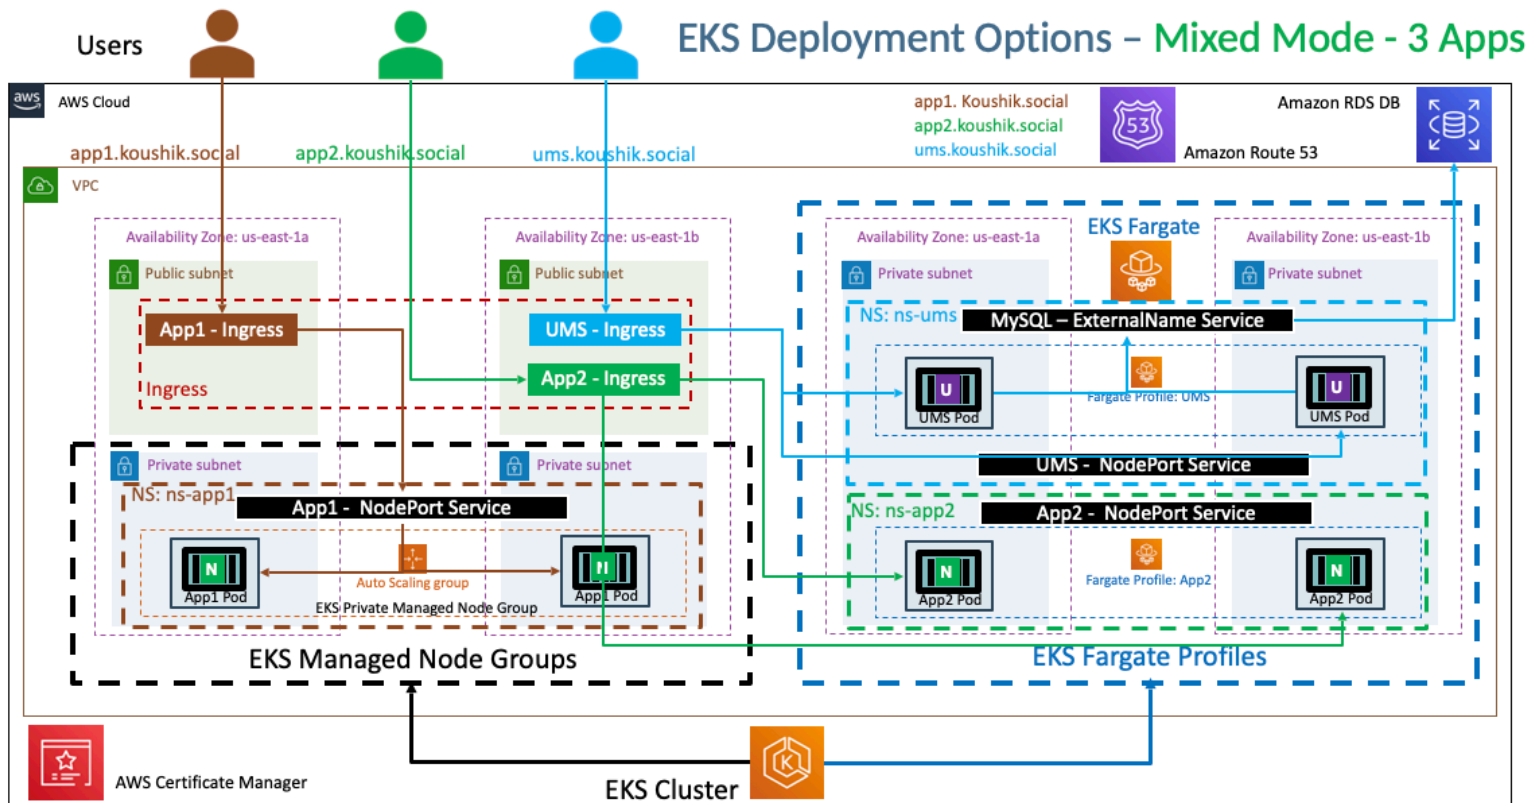 EKS Deployment Options – Mixed Mode - 3 Apps
Users
aws
AWS Cloud
app1. Koushik.social
app2.koushik.social
ums.koushik.social
53
Amazon Route 53
Amazon RDS DB
app1.koushik.social
app2.koushik.social
ums.koushik.social
VPC
Availability Zone: us-east-1a
Availability Zone: us-east-1b
Public subnet
Public subnet
App1 - Ingress
UMS - Ingress
App2 - Ingress
Ingress
Private subnet
Private subnet
NS: ns-app1
App1 - NodePort Service
N
App1 Pod
Auto Scaling group
EKS Private Managed Node Group
N
App1 Pod
EKS Managed Node Groups
EKS Fargate
Availability Zone: us-east-1a
Availability Zone: us-east-1b
Private subnet
Private subnet
NS: ns-ums
MySQL – ExternalName Service
U
UMS Pod
Fargate Profile: UMS
U
UMS Pod
UMS - NodePort Service
NS: ns-app2
App2 - NodePort Service
N
App2 Pod
Fargate Profile: App2
N
App2 Pod
EKS Fargate Profiles
AWS Certificate Manager
EKS Cluster
K